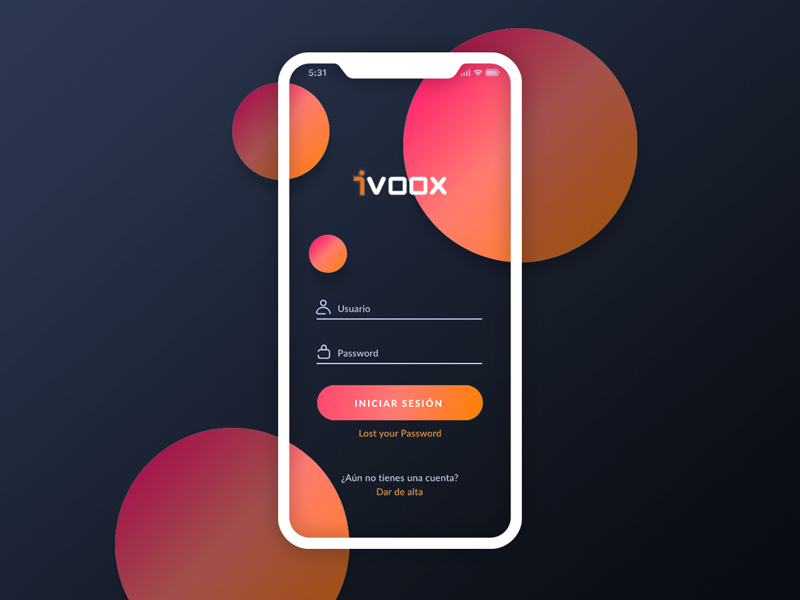 5:31
ivoox
Usuario
Password
INICIAR SESIÓN
Lost your Password
¿Aún no tienes una cuenta?
Dar de alta